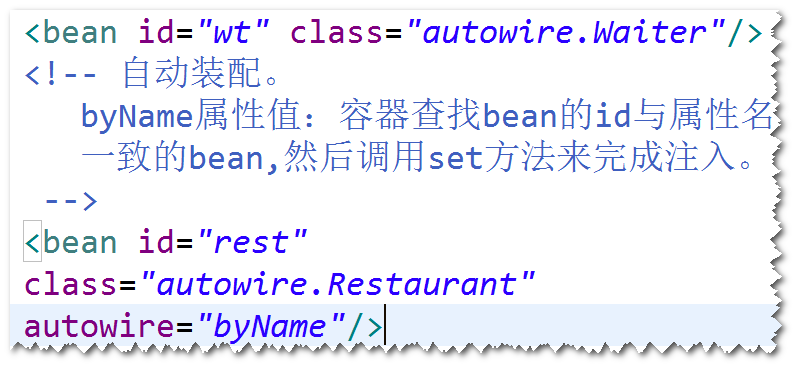 <bean id="wt" class="autowire.Waiter"/>
<!-- 自动装配。
byName属性值：容器查找bean的id与属性名
一致的bean,然后调用set方法来完成注入。
-->
<bean id="rest"
class="autowire.Restaurant"
autowire="byName"/>